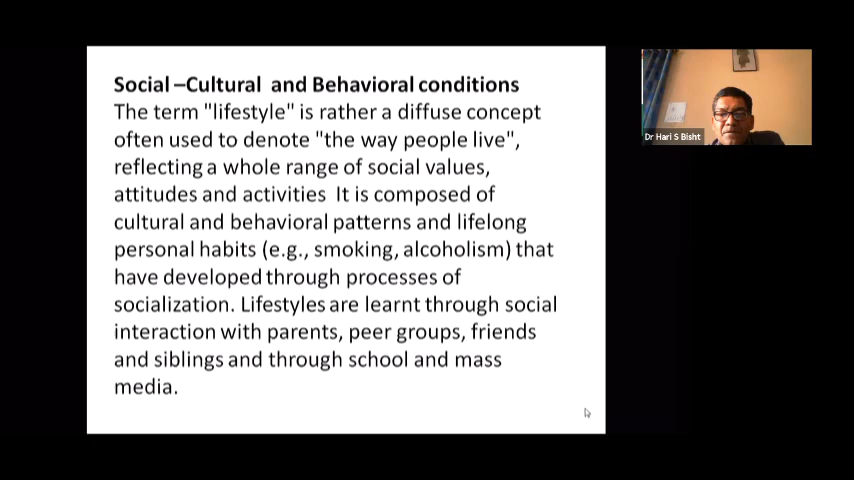 Social –Cultural and Behavioral conditions
The term "lifestyle" is rather a diffuse concept
often used to denote "the way people live",
reflecting a whole range of social values,
attitudes and activities It is composed of
cultural and behavioral patterns and lifelong
personal habits (e.g., smoking, alcoholism) that
have developed through processes of
socialization. Lifestyles are learnt through social
interaction with parents, peer groups, friends
and siblings and through school and mass
media.
Dr Hari S Bisht